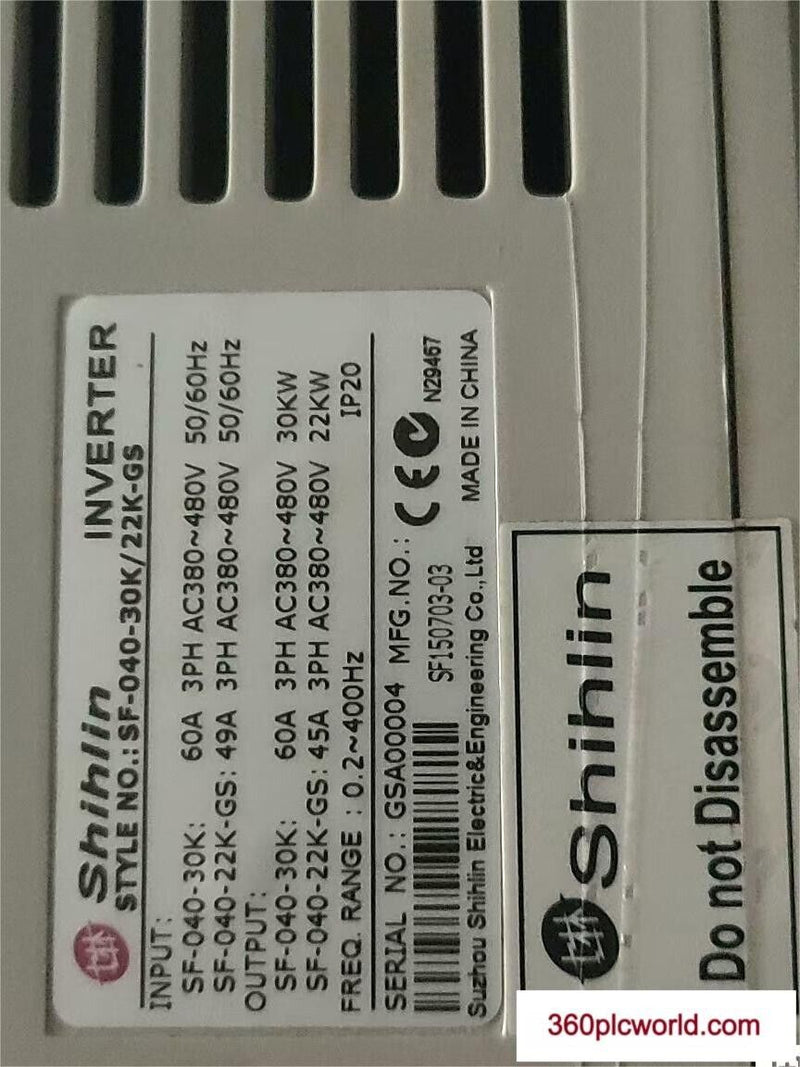 Shihlin INVERTER
STYLE NO.: SF-040-30K/22K-GS
INPUT:
SF-040-30K: 60A 3PH AC380~480V 50/60Hz
SF-040-22K-GS: 49A 3PH AC380~480V 50/60Hz
OUTPUT:
SF-040-30K: 60A 3PH AC380~480V 30KW
SF-040-22K-GS: 45A 3PH AC380~480V 22KW
FREQ. RANGE : 0.2~400Hz IP20
SERIAL NO.: GSA00004 MFG.NO.: CE N29467
SF150703-03
Suzhou Shihlin Electric&Engineering Co.,Ltd MADE IN CHINA
Shihlin
Do not Disassemble
360plcworld.com